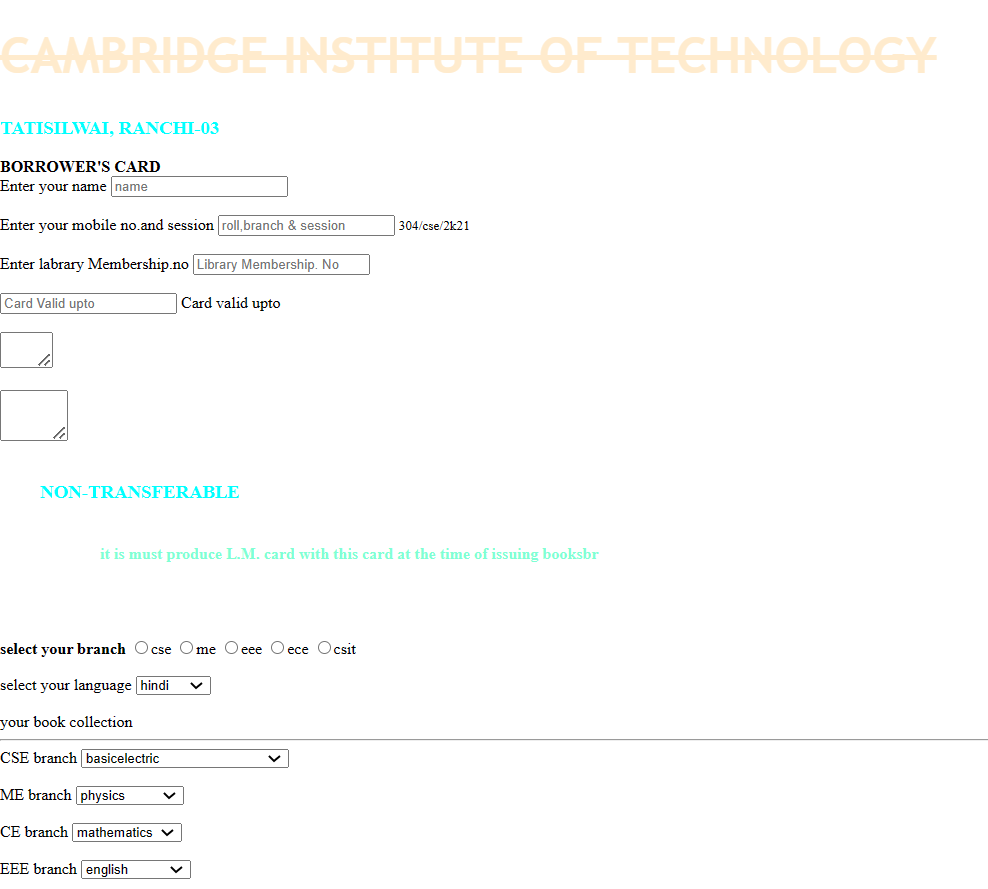 CAMBRIDGE INSTITUTE OF TECHNOLOGY
TATISILWAI, RANCHI-03
BORROWER'S CARD
Enter your name name
Enter your mobile no.and session roll,branch & session 304/cse/2k21
Enter labrary Membership.no Library Membership. No
Card Valid upto Card valid upto
NON-TRANSFERABLE
it is must produce L.M. card with this card at the time of issuing booksbr
select your branch cse me eee ece csit
select your language hindi
your book collection
CSE branch basicelectric
ME branch physics
CE branch mathematics
EEE branch english